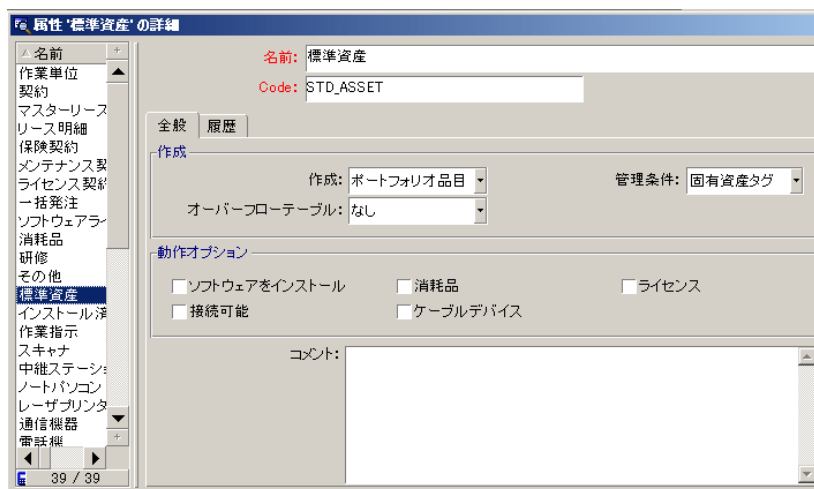 属性 '標準資産' の詳細
名前
作業単位
契約
マスターリース
リース明細
保険契約
メンテナンス契
ライセンス契約
一括発注
ソフトウェアラ
消耗品
研修
その他
標準資産
インストール済
作業指示
スキャナ
中継ステーショ
ノートパソコン
レーザプリンタ
通信機器
電話機
39 / 39
名前: 標準資産
Code: STD_ASSET
全般 履歴
作成
作成: ポートフォリオ品目 管理条件: 固有資産タグ
オーバーフローテーブル: なし
動作オプション
ソフトウェアをインストール 消耗品 ライセンス
接続可能 ケーブルデバイス
コメント: